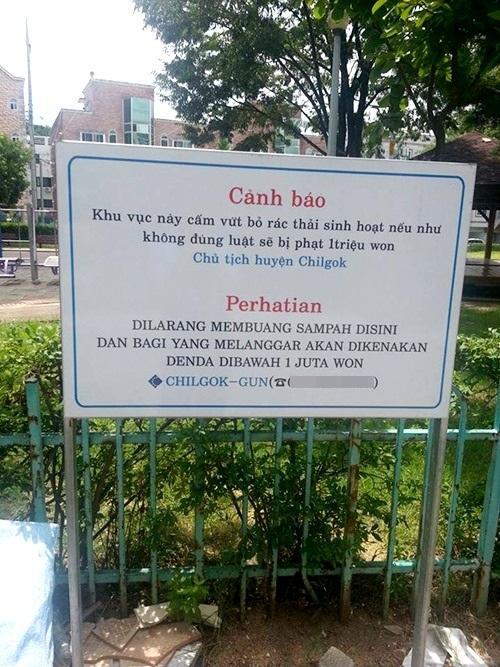 Cảnh báo
Khu vục này cấm vứt bỏ rác thải sinh hoạt nếu như
không đúng luật sẽ bị phạt 1triệu won
Chủ tịch huyện Chilgok
Perhatian
DILARANG MEMBUANG SAMPAH DISINI
DAN BAGI YANG MELANGGAR AKAN DIKENAKAN
DENDA DIBAWAH 1 JUTA WON
CHILGOK-GUN(☎( )